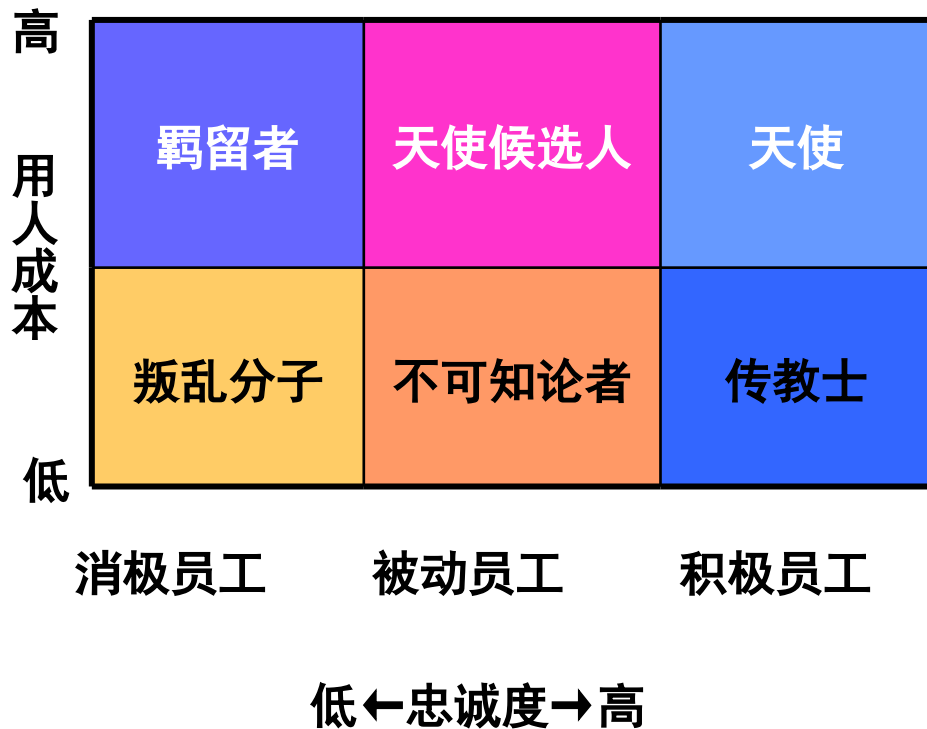 高
用人成本
低
羁留者
天使候选人
天使
叛乱分子
不可知论者
传教士
消极员工
被动员工
积极员工
低←忠诚度→高